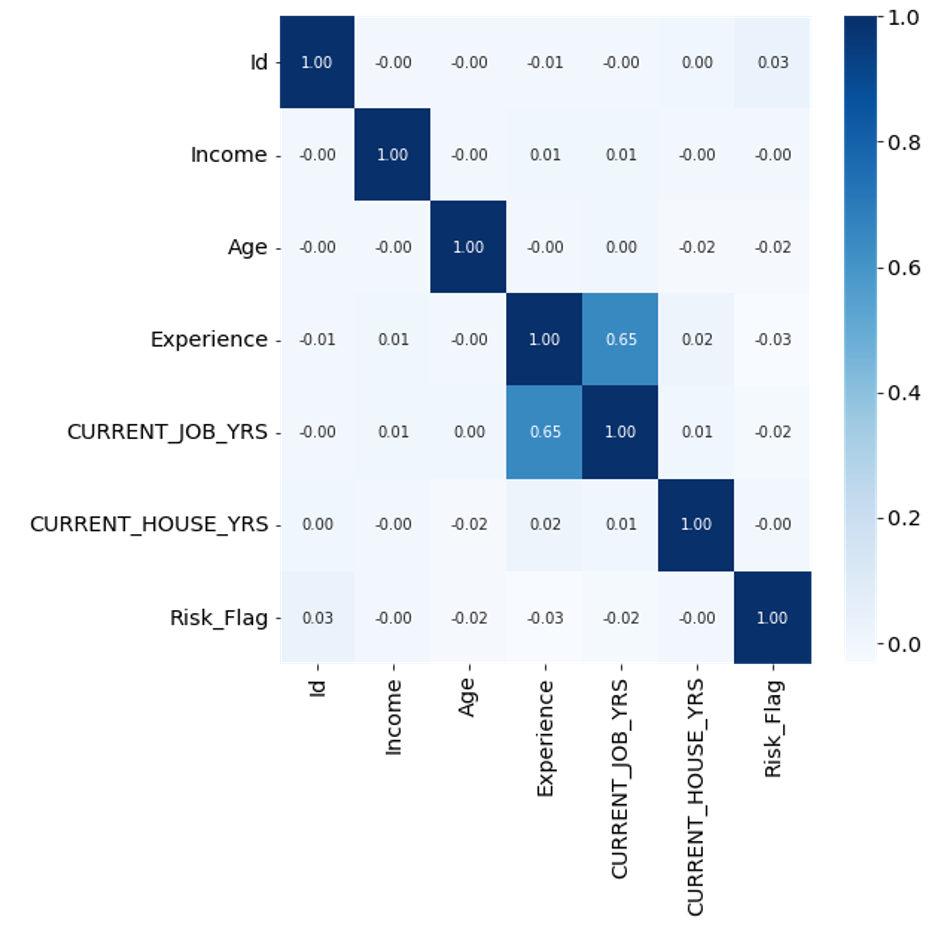 Id 1.00 -0.00 -0.00 -0.01 -0.00 0.00 0.03
Income -0.00 1.00 -0.00 0.01 0.01 -0.00 -0.00
Age -0.00 -0.00 1.00 -0.00 0.00 -0.02 -0.02
Experience -0.01 0.01 -0.00 1.00 0.65 0.02 -0.03
CURRENT_JOB_YRS -0.00 0.01 0.00 0.65 1.00 0.01 -0.02
CURRENT_HOUSE_YRS 0.00 -0.00 -0.02 0.02 0.01 1.00 -0.00
Risk_Flag 0.03 -0.00 -0.02 -0.03 -0.02 -0.00 1.00
Id
Income
Age
Experience
CURRENT_JOB_YRS
CURRENT_HOUSE_YRS
Risk_Flag
1.0
0.8
0.6
0.4
0.2
0.0